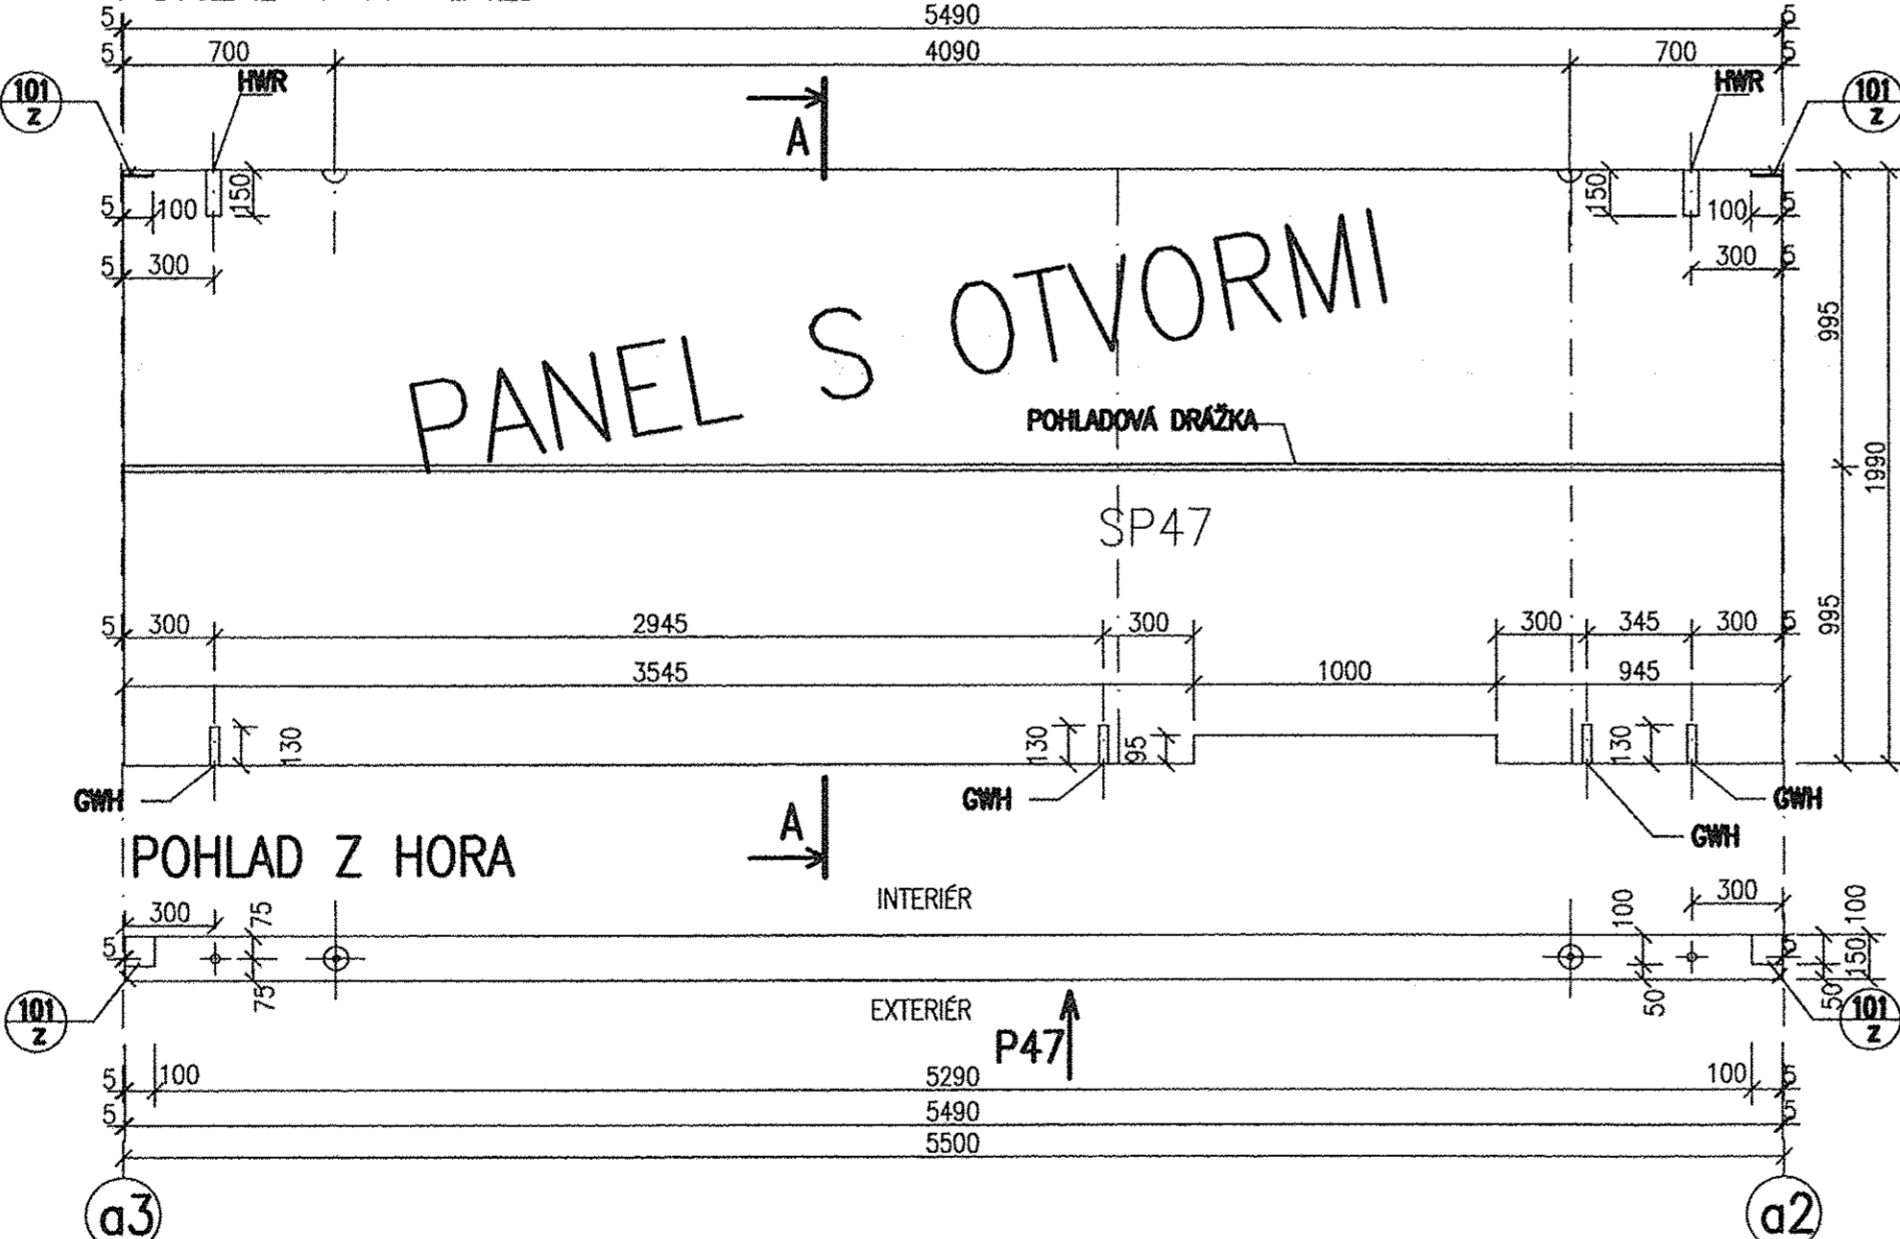 5 5490 5
5 700 4090 700 5
101 z HWR HWR 101 z
A
5 100 150 150 100 5
5 300 300 5
PANEL S OTVORMI
995
POHLADOVÁ DRÁŽKA
1990
SP47
5 300 2945 300 300 345 300 5
995
3545 1000 945
130 130 95 130
GWH GWH GWH
GWH
A
POHLAD Z HORA
INTERIÉR
300 75 100 300 100
5 5 150
75 50 50
EXTERIÉR
101 z 101 z
P47
5 100 5290 100 5
5 5490 5
5500
a3 a2